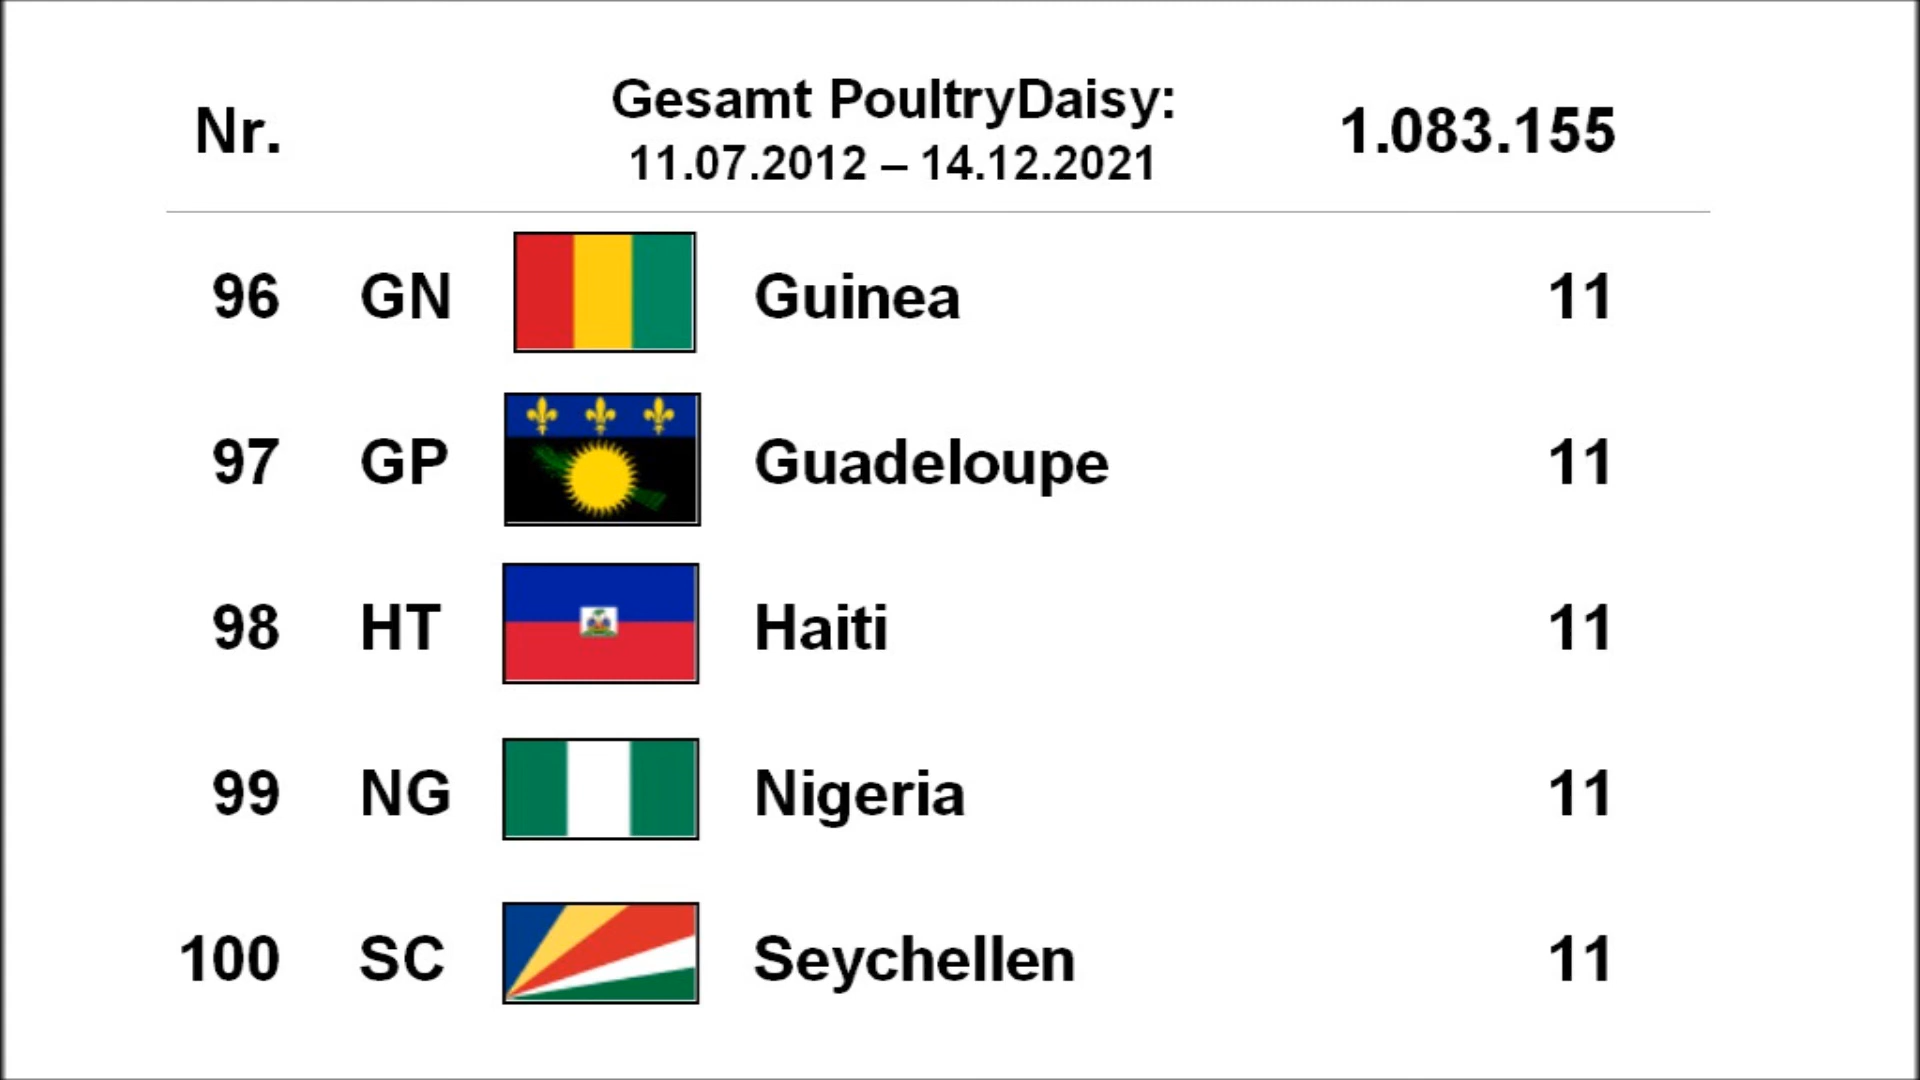 Nr. Gesamt PoultryDaisy: 1.083.155
11.07.2012 – 14.12.2021
96 GN Guinea 11
97 GP Guadeloupe 11
98 HT Haiti 11
99 NG Nigeria 11
100 SC Seychellen 11